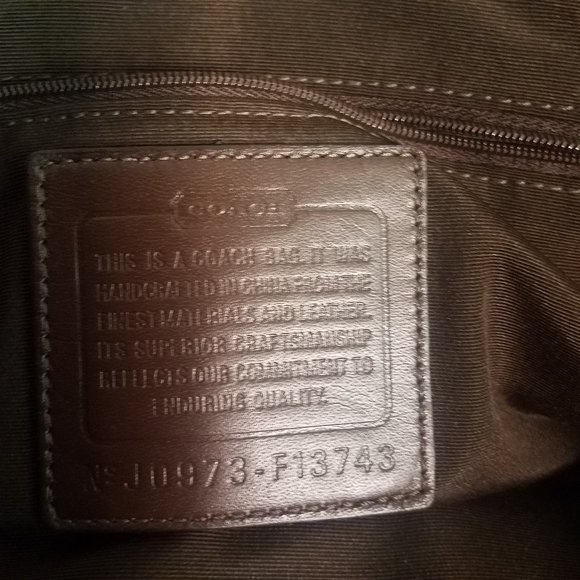 COACH
THIS IS A COACH BAG. IT WAS
HANDCRAFTED IN CHINA FROM THE
FINEST MATERIALS AND LEATHER.
ITS SUPERIOR CRAFTSMANSHIP
REFLECTS OUR COMMITMENT TO
ENDURING QUALITY.
Nº J0973-F13743